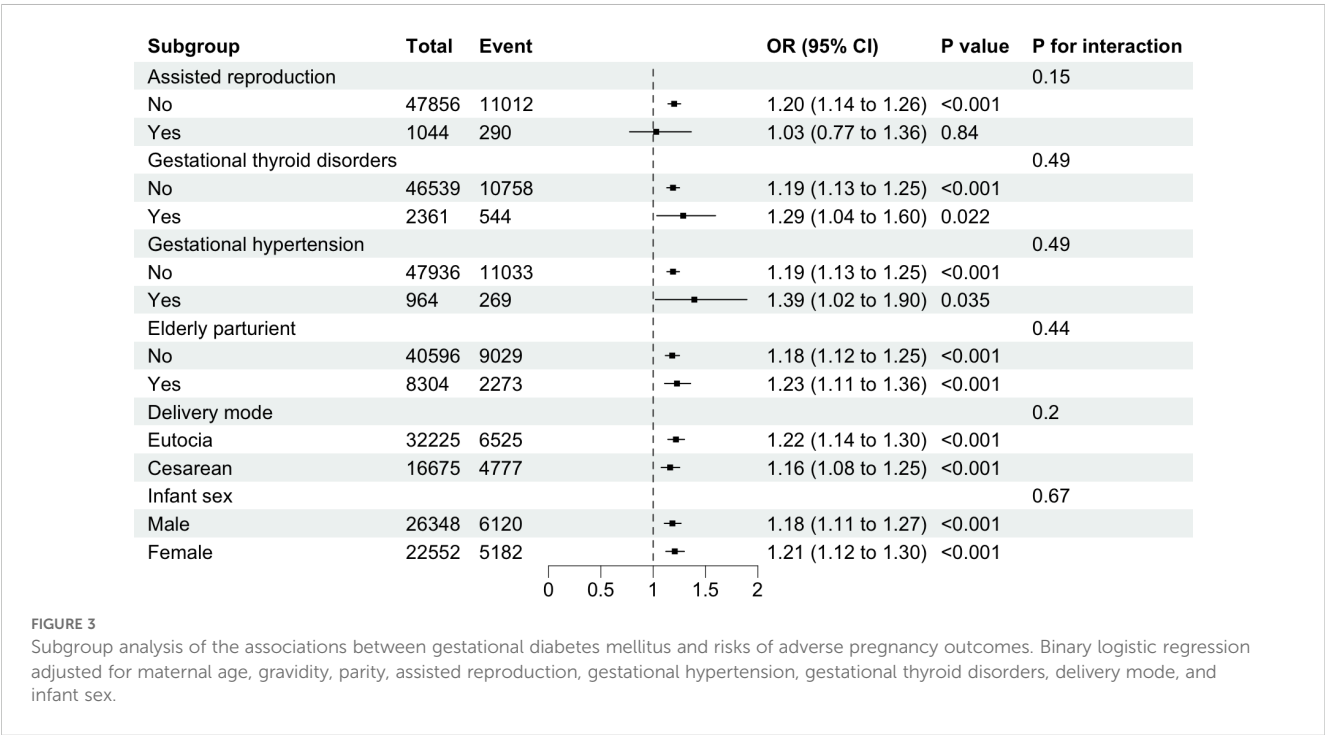 Subgroup Total Event OR (95% CI) P value P for interaction
Assisted reproduction 0.15
No 47856 11012 1.20 (1.14 to 1.26) <0.001
Yes 1044 290 1.03 (0.77 to 1.36) 0.84
Gestational thyroid disorders 0.49
No 46539 10758 1.19 (1.13 to 1.25) <0.001
Yes 2361 544 1.29 (1.04 to 1.60) 0.022
Gestational hypertension 0.49
No 47936 11033 1.19 (1.13 to 1.25) <0.001
Yes 964 269 1.39 (1.02 to 1.90) 0.035
Elderly parturient 0.44
No 40596 9029 1.18 (1.12 to 1.25) <0.001
Yes 8304 2273 1.23 (1.11 to 1.36) <0.001
Delivery mode 0.2
Eutocia 32225 6525 1.22 (1.14 to 1.30) <0.001
Cesarean 16675 4777 1.16 (1.08 to 1.25) <0.001
Infant sex 0.67
Male 26348 6120 1.18 (1.11 to 1.27) <0.001
Female 22552 5182 1.21 (1.12 to 1.30) <0.001
0 0.5 1 1.5 2
FIGURE 3
Subgroup analysis of the associations between gestational diabetes mellitus and risks of adverse pregnancy outcomes. Binary logistic regression
adjusted for maternal age, gravidity, parity, assisted reproduction, gestational hypertension, gestational thyroid disorders, delivery mode, and
infant sex.